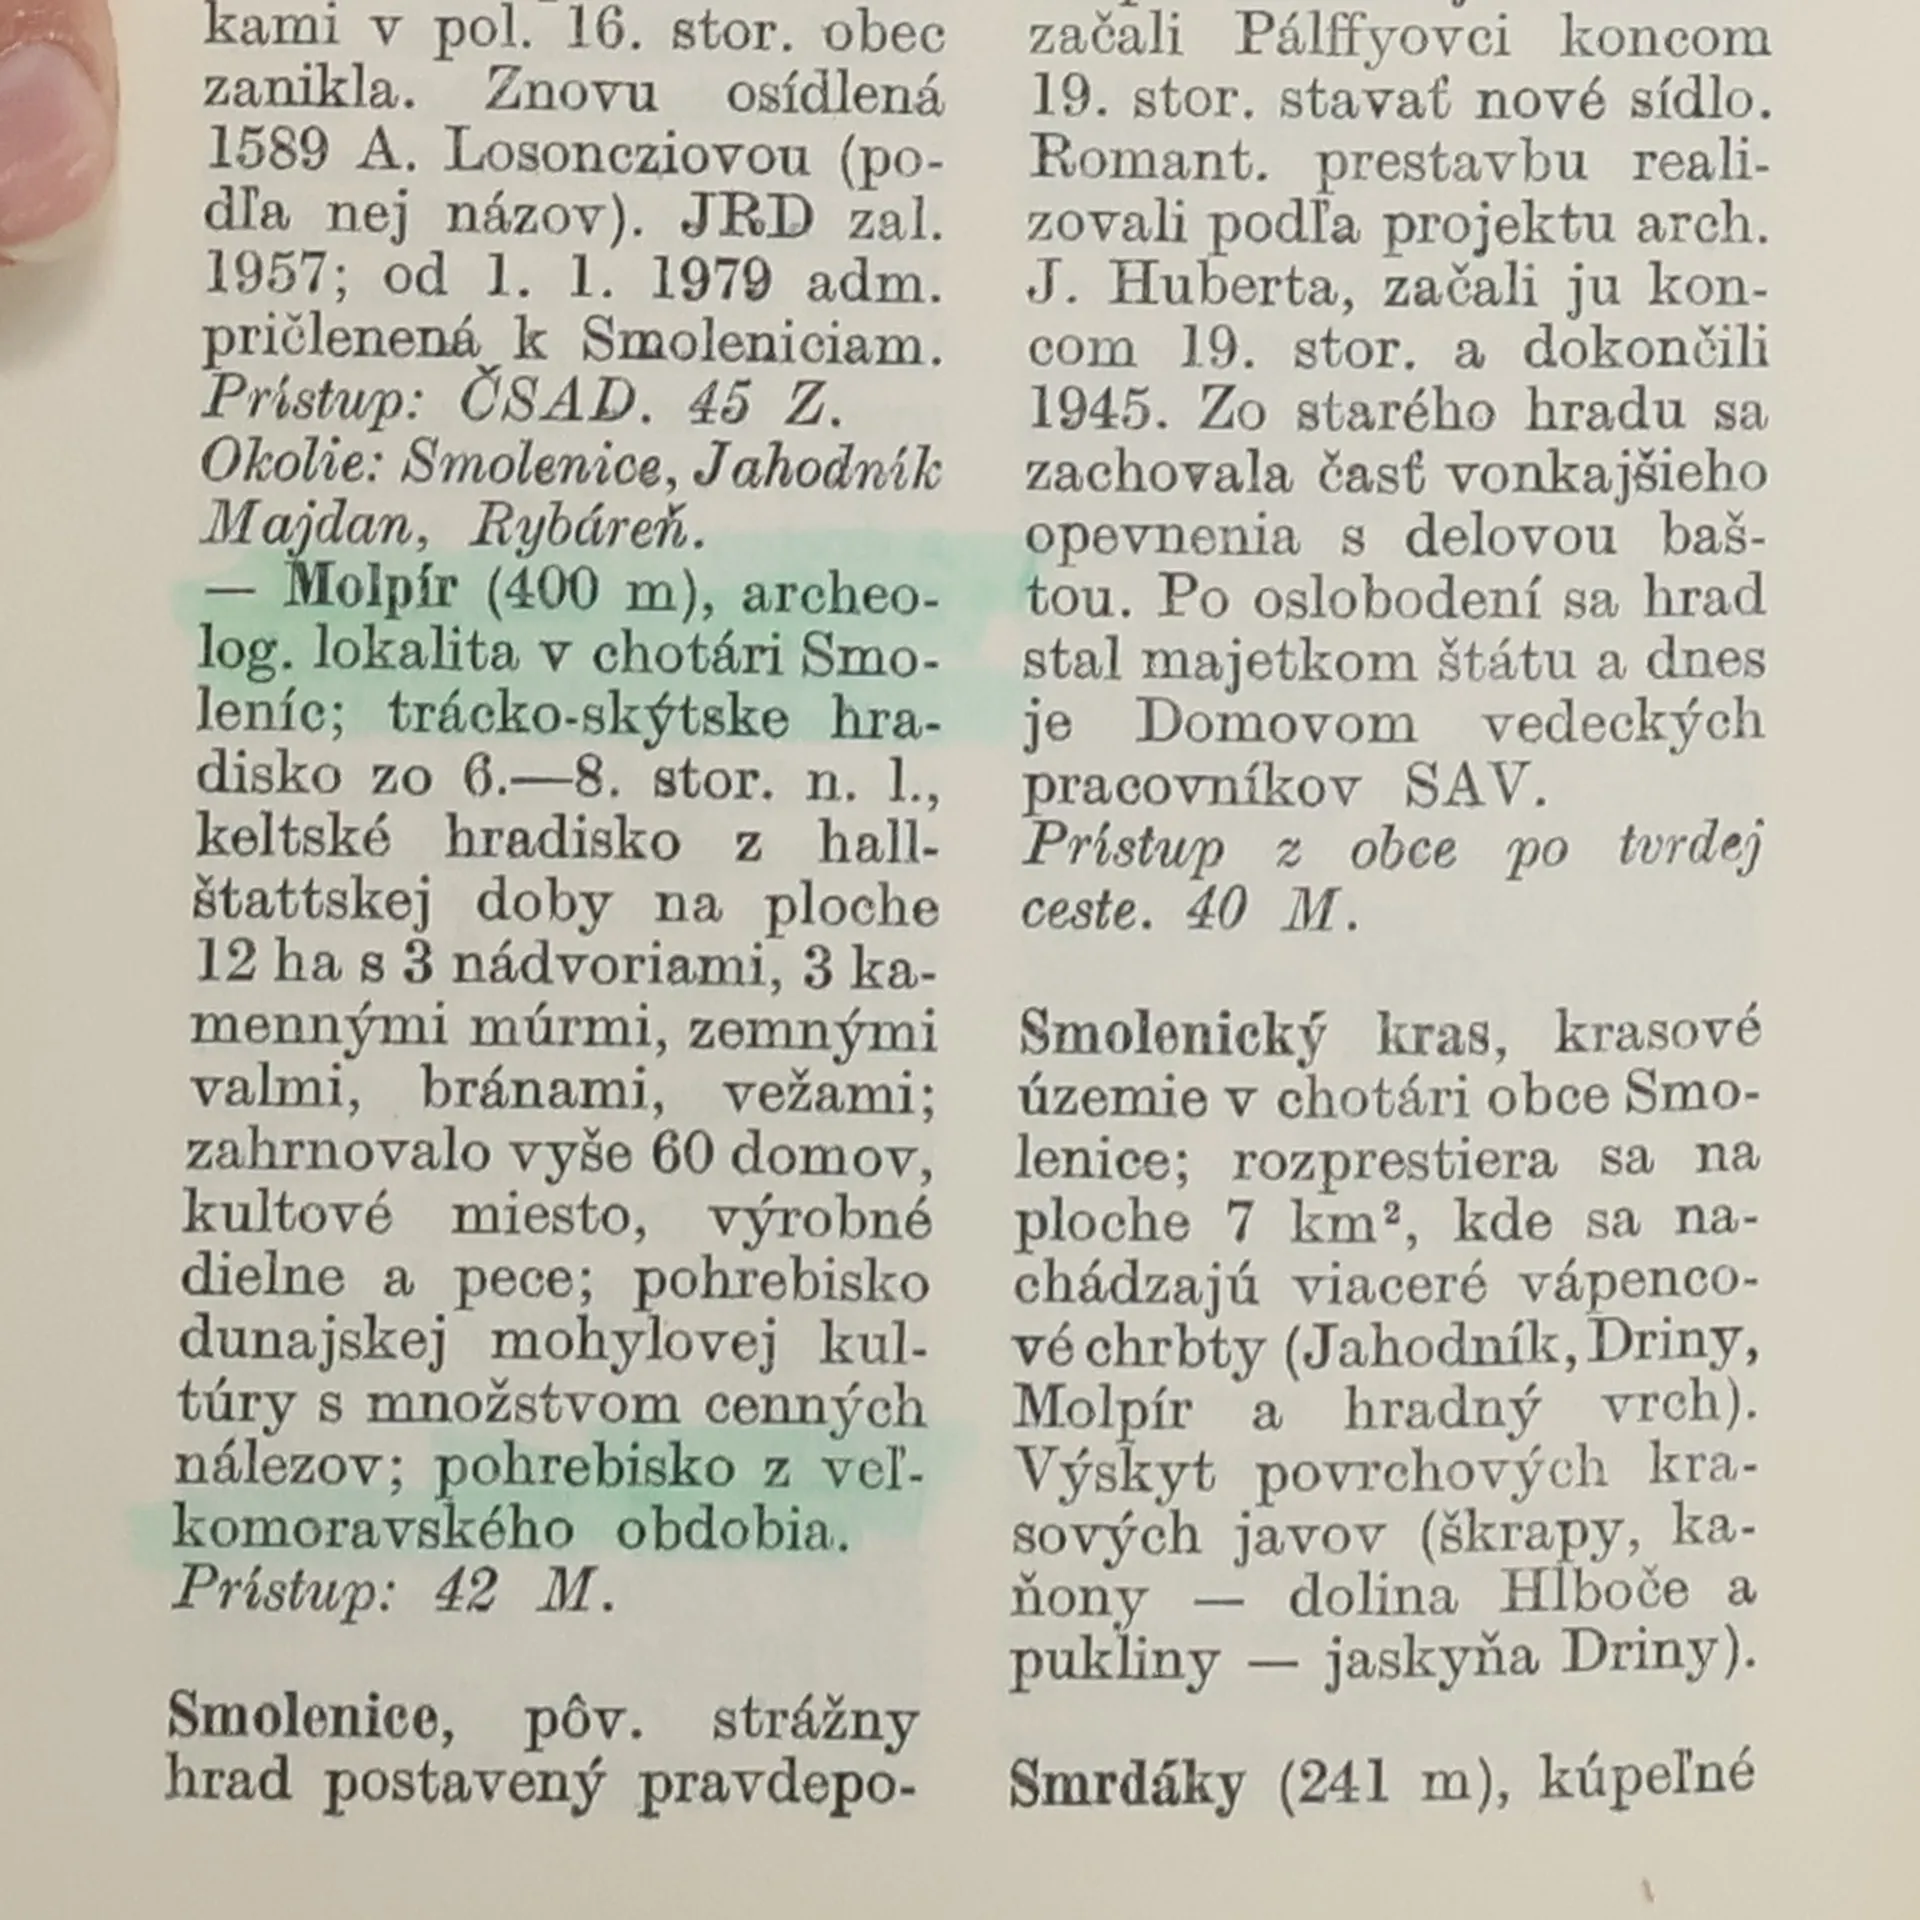 kami v pol. 16. stor. obec
zanikla. Znovu osídlená
1589 A. Losoncziovou (po-
dľa nej názov). JRD zal.
1957; od 1. 1. 1979 adm.
pričlenená k Smoleniciam.
Prístup: ČSAD. 45 Z.
Okolie: Smolenice, Jahodník
Majdan, Rybáreň.
— Molpír (400 m), archeo-
log. lokalita v chotári Smo-
leníc; trácko-skýtske hra-
disko zo 6.—8. stor. n. l.,
keltské hradisko z hall-
štattskej doby na ploche
12 ha s 3 nádvoriami, 3 ka-
mennými múrmi, zemnými
valmi, bránami, vežami;
zahrnovalo vyše 60 domov,
kultové miesto, výrobné
dielne a pece; pohrebisko
dunajskej mohylovej kul-
túry s množstvom cenných
nálezov; pohrebisko z veľ-
komoravského obdobia.
Prístup: 42 M.
Smolenice, pôv. strážny
hrad postavený pravdepo-
začali Pálffyovci koncom
19. stor. stavať nové sídlo.
Romant. prestavbu reali-
zovali podľa projektu arch.
J. Huberta, začali ju kon-
com 19. stor. a dokončili
1945. Zo starého hradu sa
zachovala časť vonkajšieho
opevnenia s delovou baš-
tou. Po oslobodení sa hrad
stal majetkom štátu a dnes
je Domovom vedeckých
pracovníkov SAV.
Prístup z obce po tvrdej
ceste. 40 M.
Smolenický kras, krasové
územie v chotári obce Smo-
lenice; rozprestiera sa na
ploche 7 km², kde sa na-
chádzajú viaceré vápenco-
vé chrbty (Jahodník, Driny,
Molpír a hradný vrch).
Výskyt povrchových kra-
sových javov (škrapy, ka-
ňony — dolina Hlboče a
pukliny — jaskyňa Driny).
Smrdáky (241 m), kúpeľné